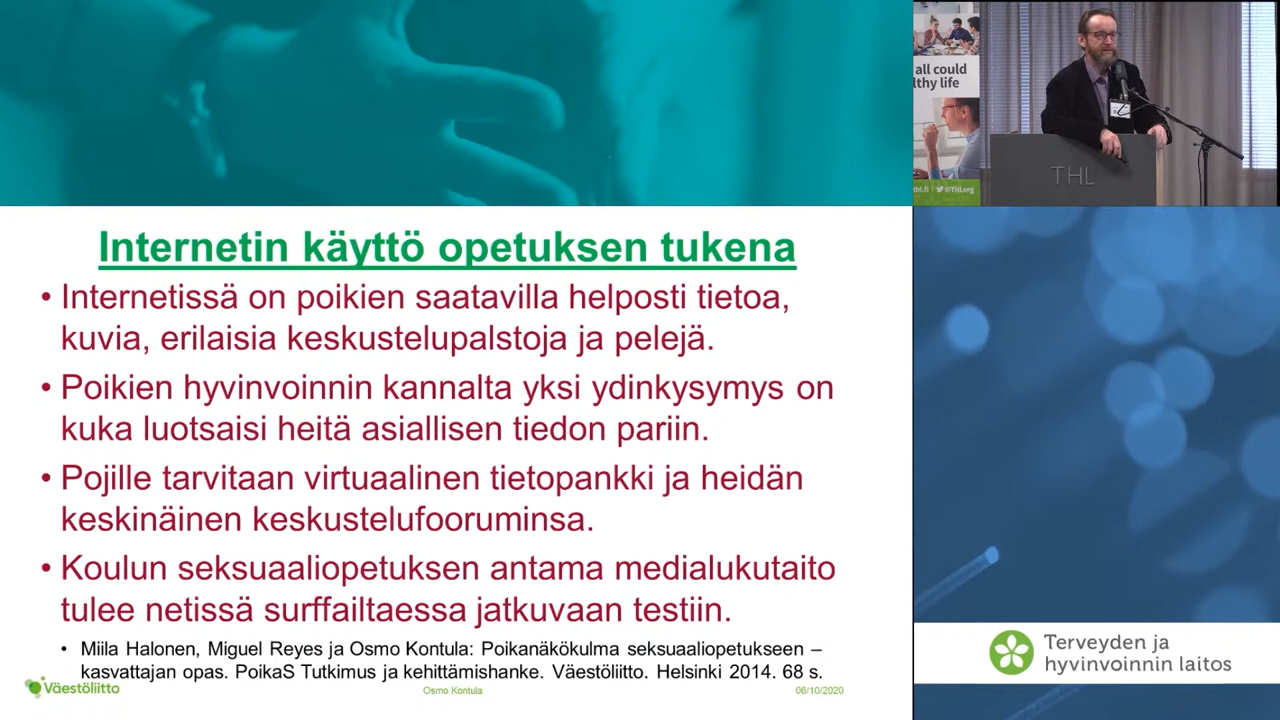 all could
lthy life
thl.fi
@THLorg
THL
Internetin käyttö opetuksen tukena
• Internetissä on poikien saatavilla helposti tietoa,
kuvia, erilaisia keskustelupalstoja ja pelejä.
• Poikien hyvinvoinnin kannalta yksi ydinkysymys on
kuka luotsaisi heitä asiallisen tiedon pariin.
• Pojille tarvitaan virtuaalinen tietopankki ja heidän
keskinäinen keskustelufooruminsa.
• Koulun seksuaaliopetuksen antama medialukutaito
tulee netissä surffailtaessa jatkuvaan testiin.
• Miila Halonen, Miguel Reyes ja Osmo Kontula: Poikanäkökulma seksuaaliopetukseen –
kasvattajan opas. PoikaS Tutkimus ja kehittämishanke. Väestöliitto. Helsinki 2014. 68 s.
Väestöliitto
Osmo Kontula
06/10/2020
Terveyden ja
hyvinvoinnin laitos